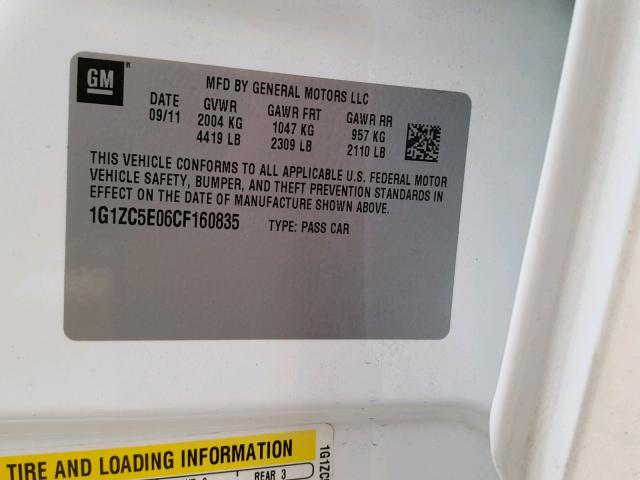 GM
MFD BY GENERAL MOTORS LLC
DATE GVWR GAWR FRT GAWR RR
09/11 2004 KG 1047 KG 957 KG
4419 LB 2309 LB 2110 LB
THIS VEHICLE CONFORMS TO ALL APPLICABLE U.S. FEDERAL MOTOR
VEHICLE SAFETY, BUMPER, AND THEFT PREVENTION STANDARDS IN
EFFECT ON THE DATE OF MANUFACTURE SHOWN ABOVE.
1G1ZC5E06CF160835 TYPE: PASS CAR
TIRE AND LOADING INFORMATION
REAR 3
1G1ZC